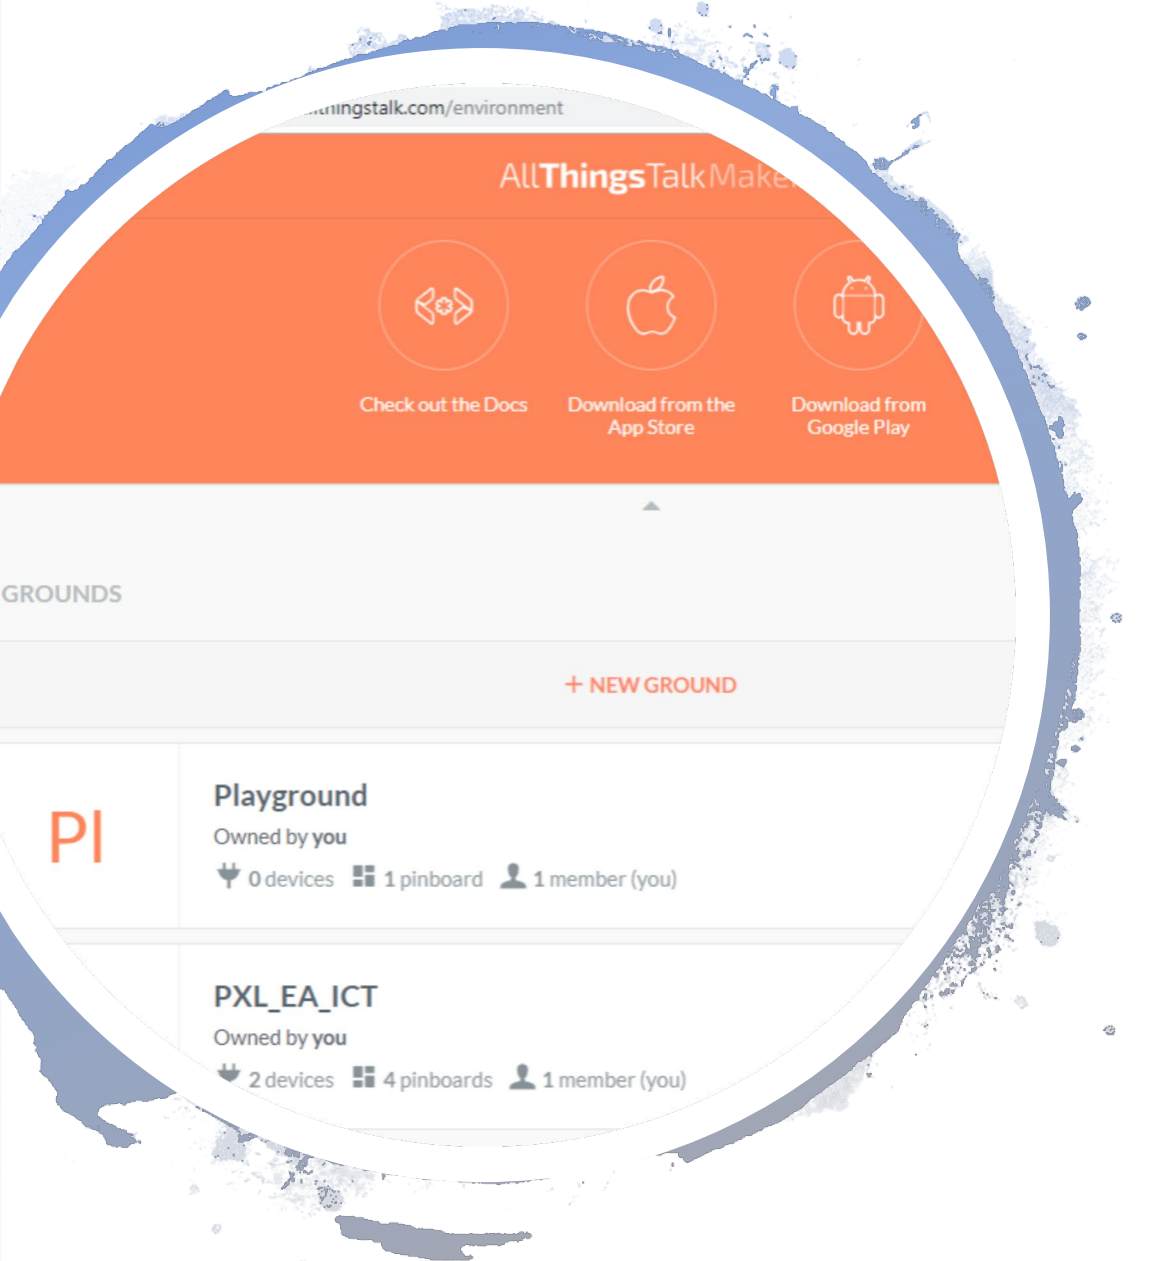 thingstalk.com/environment
AllThingsTalk Maker
Check out the Docs
Download from the
App Store
Download from
Google Play
GROUNDS
+ NEW GROUND
Pl
Playground
Owned by you
0 devices 1 pinboard 1 member (you)
PXL_EA_ICT
Owned by you
2 devices 4 pinboards 1 member (you)